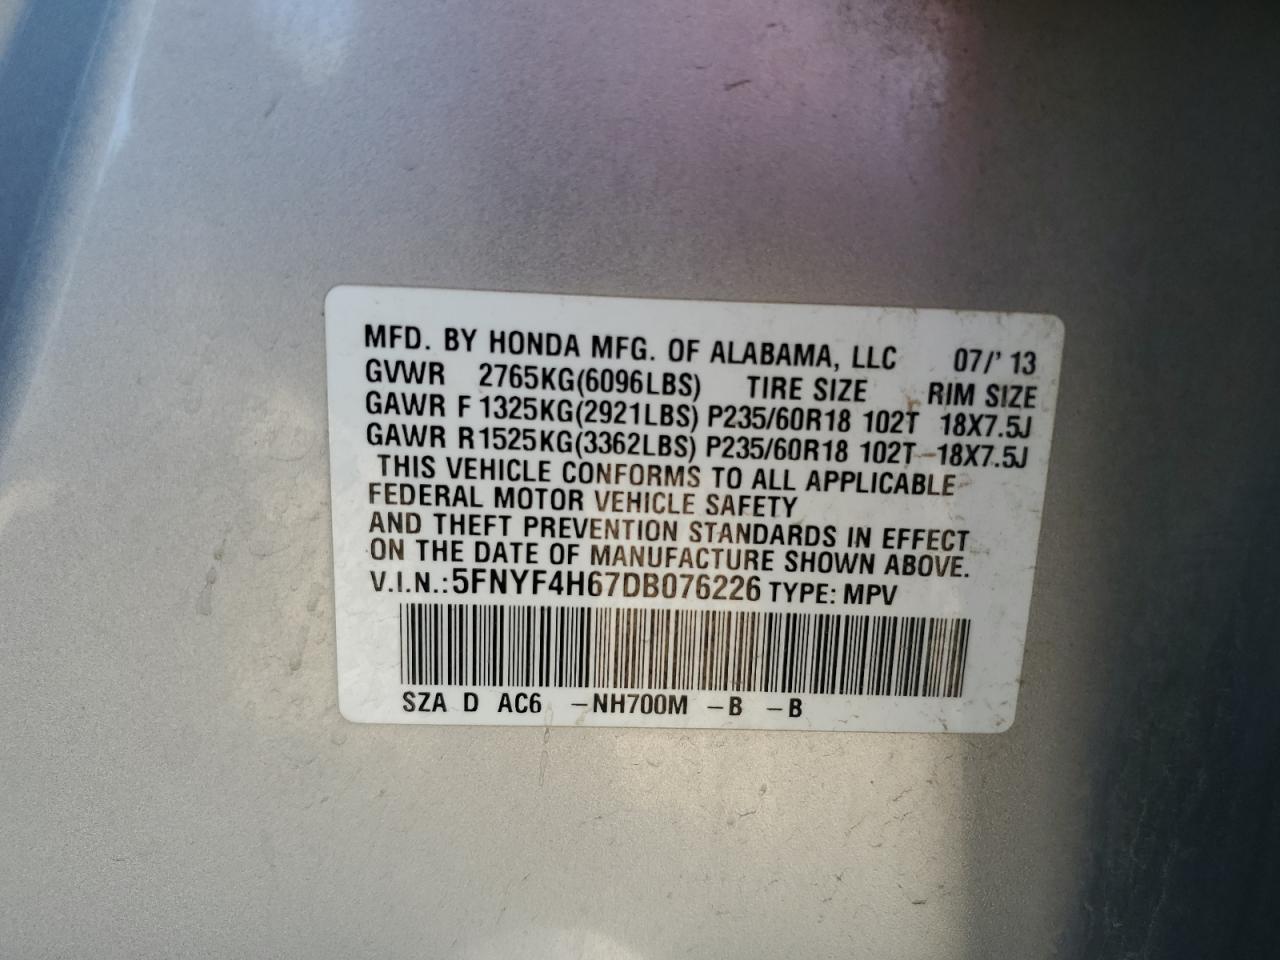 MFD. BY HONDA MFG. OF ALABAMA, LLC 07/' 13
GVWR 2765KG(6096LBS) TIRE SIZE RIM SIZE
GAWR F 1325KG(2921LBS) P235/60R18 102T 18X7.5J
GAWR R 1525KG(3362LBS) P235/60R18 102T 18X7.5J
THIS VEHICLE CONFORMS TO ALL APPLICABLE
FEDERAL MOTOR VEHICLE SAFETY
AND THEFT PREVENTION STANDARDS IN EFFECT
ON THE DATE OF MANUFACTURE SHOWN ABOVE.
V.I.N.:5FNYF4H67DB076226 TYPE: MPV
SZA D AC6 -NH700M -B -B